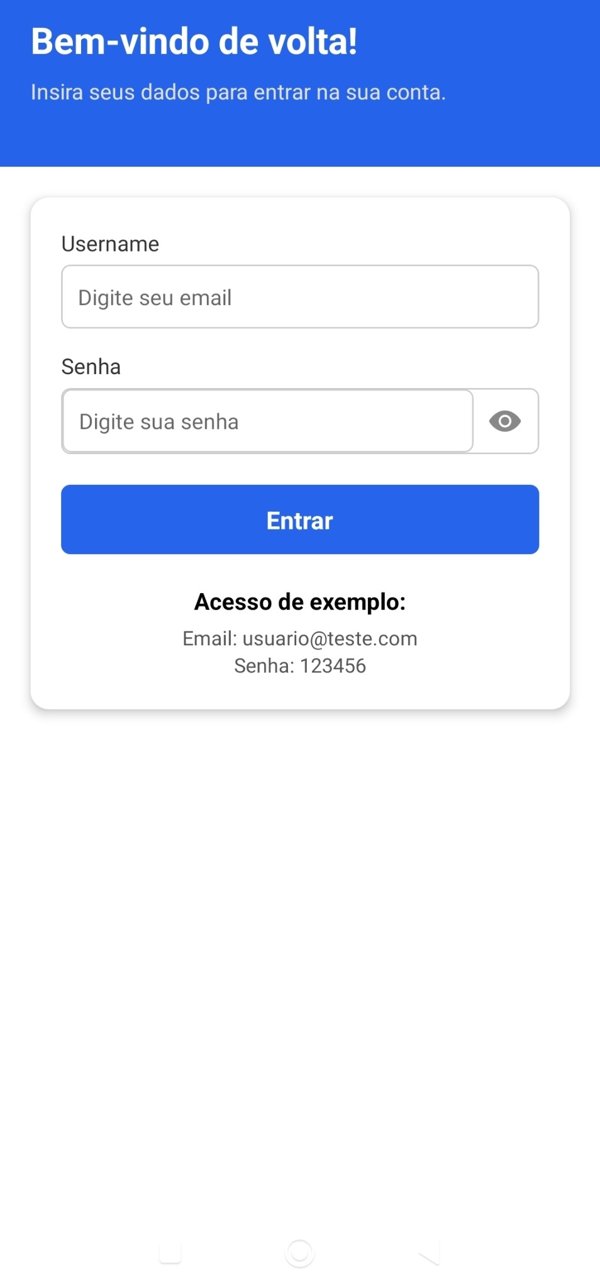 Bem-vindo de volta!
Insira seus dados para entrar na sua conta.
Username
Digite seu email
Senha
Digite sua senha
Entrar
Acesso de exemplo:
Email: usuario@teste.com
Senha: 123456